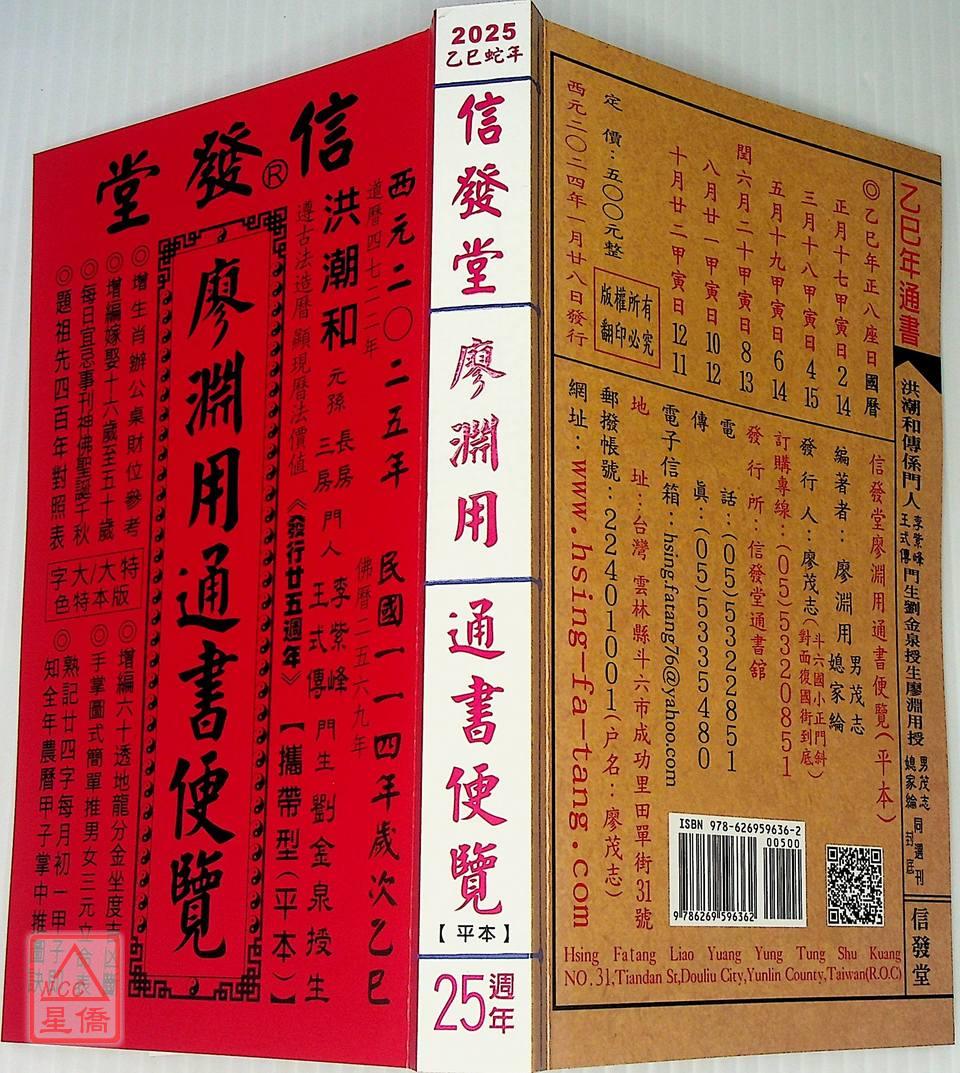 信發堂®
西元二〇二五年　民國一一四年歲次乙巳
道曆四七二二年　佛曆二五六九年
洪潮和　元孫　長房　三房　門人　李紫峰　王式傳　門生　劉金泉　授生
遵古法造曆　顯現曆法價值　《發行廿五週年》　【攜帶型(平本)】
廖淵用通書便覽
◎增生肖辦公桌財位參考
◎增編嫁娶十六歲至五十歲
◎每日宜忌事刊神佛聖誕千秋
◎題祖先四百年對照表
特大字/特大本
版本色
◎增編六十透地龍分金坐度
◎手掌圖式簡單推男女三元
◎熟記廿四字每月初一甲子
知全年農曆甲子掌中推圖訣
WCC
星僑
2025
乙巳蛇年
信發堂
廖淵用
通書便覽
【平本】
25週年
乙巳年通書
洪潮和傳係門人　李紫峰　王式傳　門生劉金泉授生廖淵用授　男茂志　媳家綸　同選刊　封底
信發堂
◎乙巳年正八座日　國曆
正月十七甲寅日 2 14
三月十八甲寅日 4 15
五月十九甲寅日 6 14
閏六月二十甲寅日 8 13
八月廿一甲寅日 10 12
十月廿二甲寅日 12 11
定　價：五〇〇元整
西元二〇二四年一月廿八日發行
版權所有
翻印必究
信發堂廖淵用通書便覽(平本)
編著者：廖淵用　男茂志　媳家綸
發行人：廖茂志(斗六國小正門斜對面復國街到底)
訂購專線：(05)5320851
發行所：信發堂通書舘
電　話：(05)5322851
傳　眞：(05)5335480
電子信箱：hsing.fatang76@yahoo.com
地　址：台灣雲林縣斗六市成功里田單街31號
郵撥帳號：22401001(户名：廖茂志)
網址：www.hsing-fa-tang.com
ISBN 978-626959636-2
00500
9 786269 596362
Hsing Fatang Liao Yuang Yung Tung Shu Kuang
NO.31,Tiandan St,Douliu City,Yunlin County,Taiwan(R.O.C)